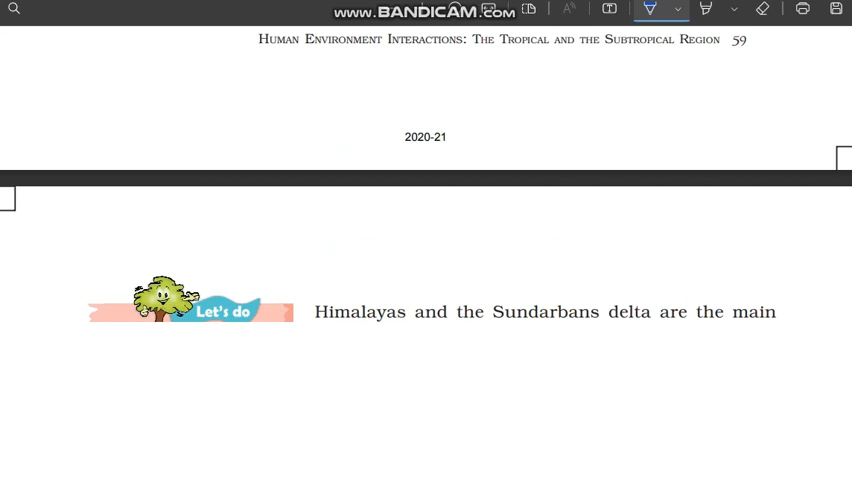 www.BANDICAM.com
HUMAN ENVIRONMENT INTERACTIONS: THE TROPICAL AND THE SUBTROPICAL REGION 59
2020-21
Let's do
Himalayas and the Sundarbans delta are the main